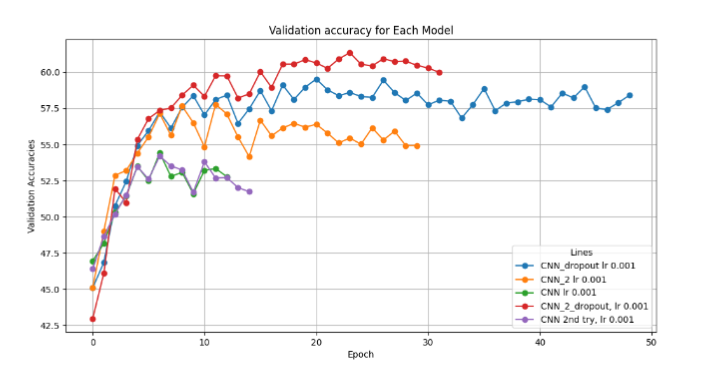 Validation accuracy for Each Model
Validation Accuracies
60.0
57.5
55.0
52.5
50.0
47.5
45.0
42.5
0
10
20
30
40
50
Epoch
Lines
CNN_dropout lr 0.001
CNN_2 lr 0.001
CNN lr 0.001
CNN_2_dropout, lr 0.001
CNN 2nd try, lr 0.001